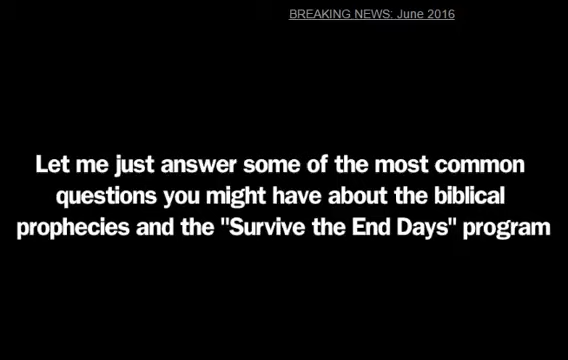 BREAKING NEWS: June 2016
Let me just answer some of the most common
questions you might have about the biblical
prophecies and the "Survive the End Days" program